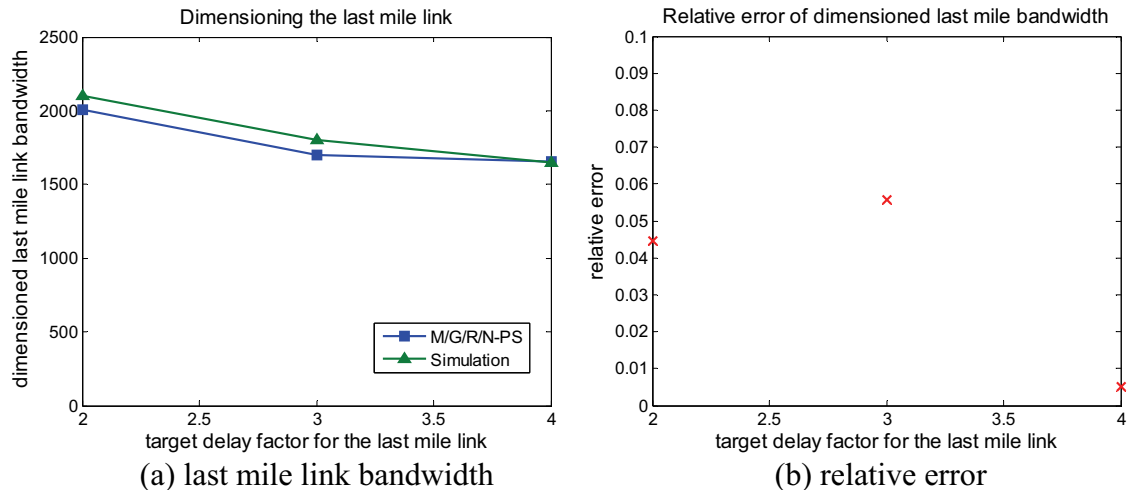 Dimensioning the last mile link
2500
2000
1500
1000
500
0
2
2.5
3
3.5
4
dimensioned last mile link bandwidth
target delay factor for the last mile link
M/G/R/N-PS
Simulation
(a) last mile link bandwidth
Relative error of dimensioned last mile bandwidth
0.1
0.09
0.08
0.07
0.06
0.05
0.04
0.03
0.02
0.01
0
2
2.5
3
3.5
4
relative error
target delay factor for the last mile link
(b) relative error